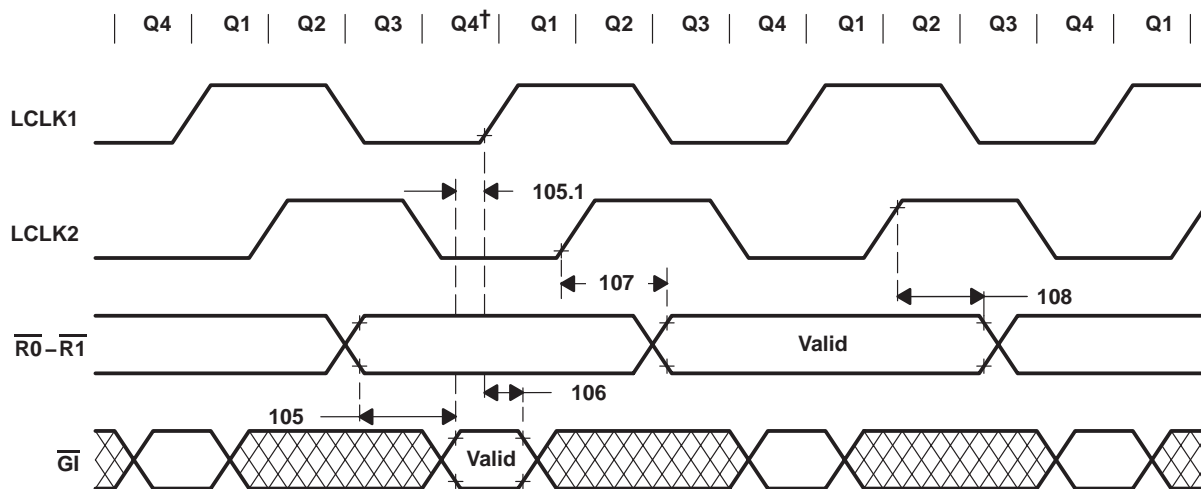 Q4 Q1 Q2 Q3 Q4† Q1 Q2 Q3 Q4 Q1 Q2 Q3 Q4 Q1
LCLK1
105.1
LCLK2
107
108
R0–R1
Valid
106
105
GI
Valid